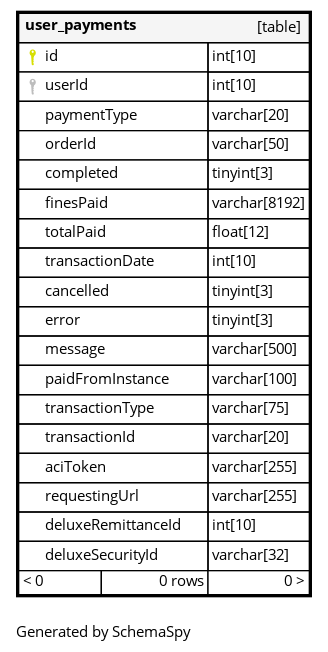 user_payments [table]
id int[10]
userId int[10]
paymentType varchar[20]
orderId varchar[50]
completed tinyint[3]
finesPaid varchar[8192]
totalPaid float[12]
transactionDate int[10]
cancelled tinyint[3]
error tinyint[3]
message varchar[500]
paidFromInstance varchar[100]
transactionType varchar[75]
transactionId varchar[20]
aciToken varchar[255]
requestingUrl varchar[255]
deluxeRemittanceId int[10]
deluxeSecurityId varchar[32]
< 0 0 rows 0 >
Generated by SchemaSpy